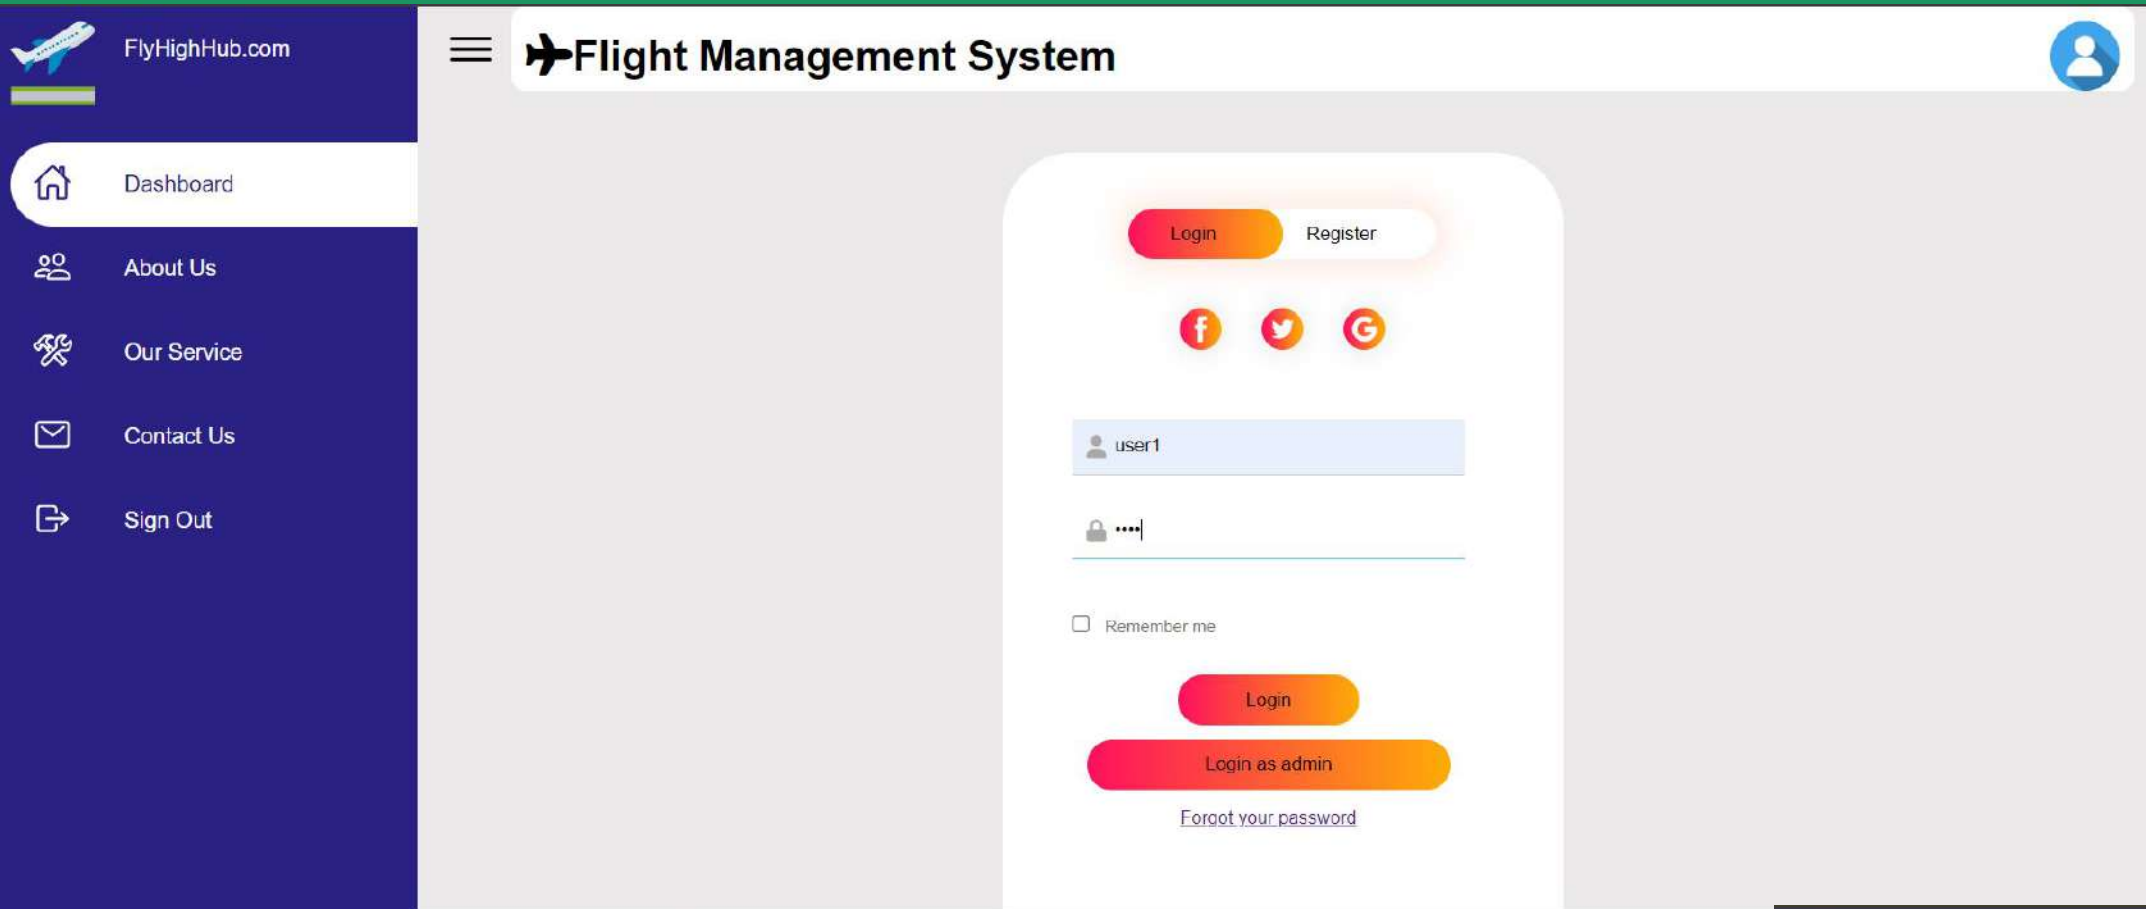 FlyHighHub.com
Flight Management System
Dashboard
About Us
Our Service
Contact Us
Sign Out
Login Register
user1
••••
Remember me
Login
Login as admin
Forgot your password